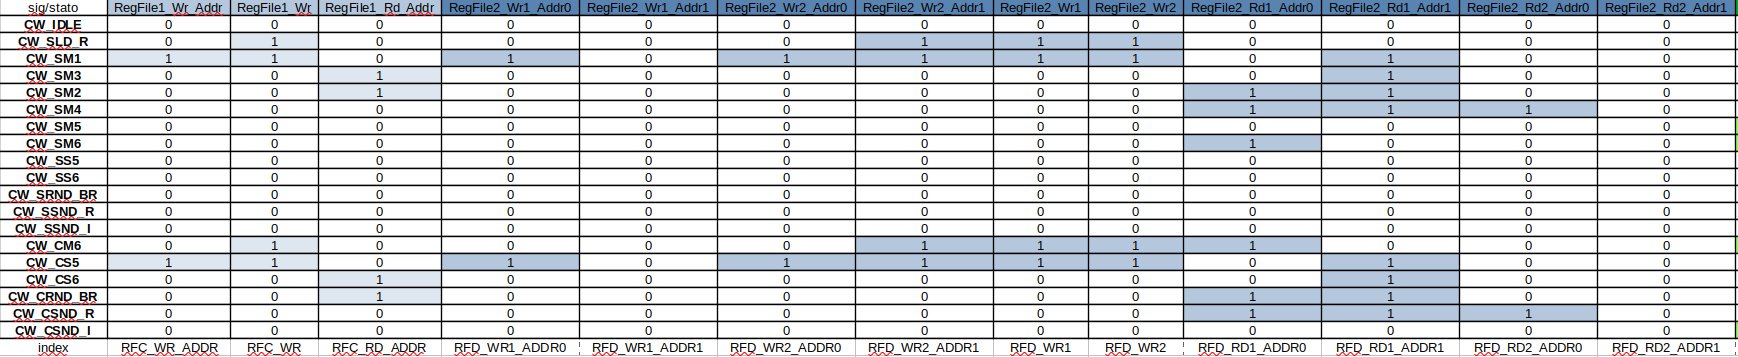 sig/stato RegFile1_Wr_Addr RegFile1_Wr RegFile1_Rd_Addr RegFile2_Wr1_Addr0 RegFile2_Wr1_Addr1 RegFile2_Wr2_Addr0 RegFile2_Wr2_Addr1 RegFile2_Wr1 RegFile2_Wr2 RegFile2_Rd1_Addr0 RegFile2_Rd1_Addr1 RegFile2_Rd2_Addr0 RegFile2_Rd2_Addr1
CW_IDLE 0 0 0 0 0 0 0 0 0 0 0 0 0
CW_SLD_R 0 1 0 0 0 0 1 1 1 0 0 0 0
CW_SM1 1 1 0 1 0 1 1 1 1 0 1 0 0
CW_SM3 0 0 1 0 0 0 0 0 0 0 1 0 0
CW_SM2 0 0 1 0 0 0 0 0 0 1 1 0 0
CW_SM4 0 0 0 0 0 0 0 0 0 1 1 1 0
CW_SM5 0 0 0 0 0 0 0 0 0 0 0 0 0
CW_SM6 0 0 0 0 0 0 0 0 0 1 0 0 0
CW_SS5 0 0 0 0 0 0 0 0 0 0 0 0 0
CW_SS6 0 0 0 0 0 0 0 0 0 0 0 0 0
CW_SRND_BR 0 0 0 0 0 0 0 0 0 0 0 0 0
CW_SSND_R 0 0 0 0 0 0 0 0 0 0 0 0 0
CW_SSND_I 0 0 0 0 0 0 0 0 0 0 0 0 0
CW_CM6 0 1 0 0 0 0 1 1 1 1 0 0 0
CW_CS5 1 1 0 1 0 1 1 1 1 0 1 0 0
CW_CS6 0 0 1 0 0 0 0 0 0 0 1 0 0
CW_CRND_BR 0 0 1 0 0 0 0 0 0 1 1 0 0
CW_CSND_R 0 0 0 0 0 0 0 0 0 1 1 1 0
CW_CSND_I 0 0 0 0 0 0 0 0 0 0 0 0 0
index RFC_WR_ADDR RFC_WR RFC_RD_ADDR RFD_WR1_ADDR0 RFD_WR1_ADDR1 RFD_WR2_ADDR0 RFD_WR2_ADDR1 RFD_WR1 RFD_WR2 RFD_RD1_ADDR0 RFD_RD1_ADDR1 RFD_RD2_ADDR0 RFD_RD2_ADDR1